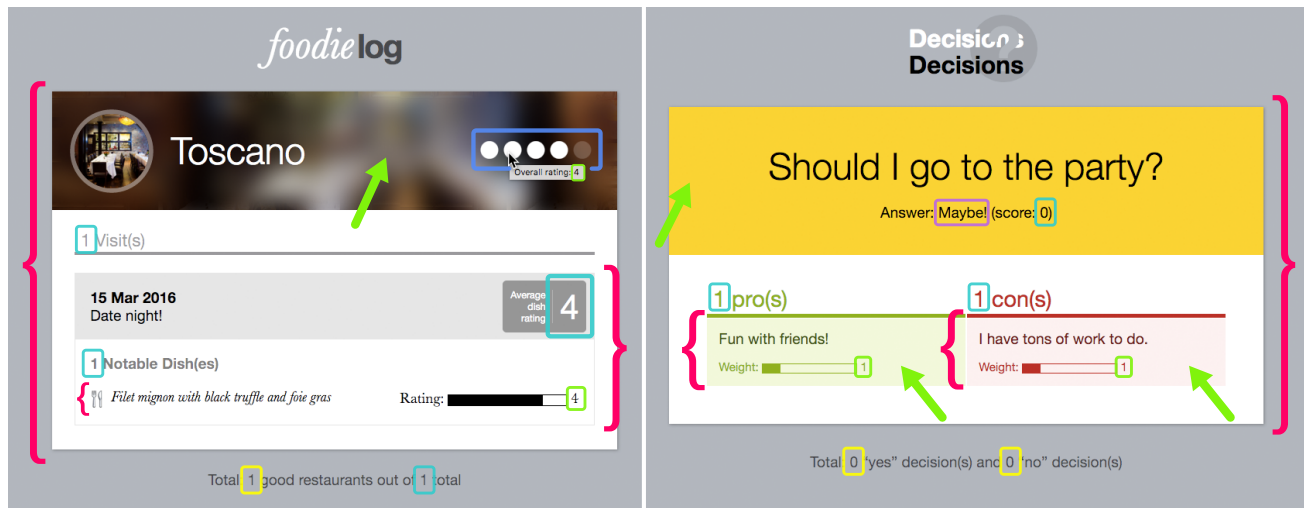 foodie log
Toscano
Overall rating: 4
1 Visit(s)
15 Mar 2016
Date night!
Average
dish
rating
4
1 Notable Dish(es)
Filet mignon with black truffle and foie gras
Rating: 4
Total 1 good restaurants out of 1 total
Decisions
?
Decisions
Should I go to the party?
Answer: Maybe! (score: 0)
1 pro(s)
Fun with friends!
Weight: 1
1 con(s)
I have tons of work to do.
Weight: 1
Total 0 "yes" decision(s) and 0 "no" decision(s)